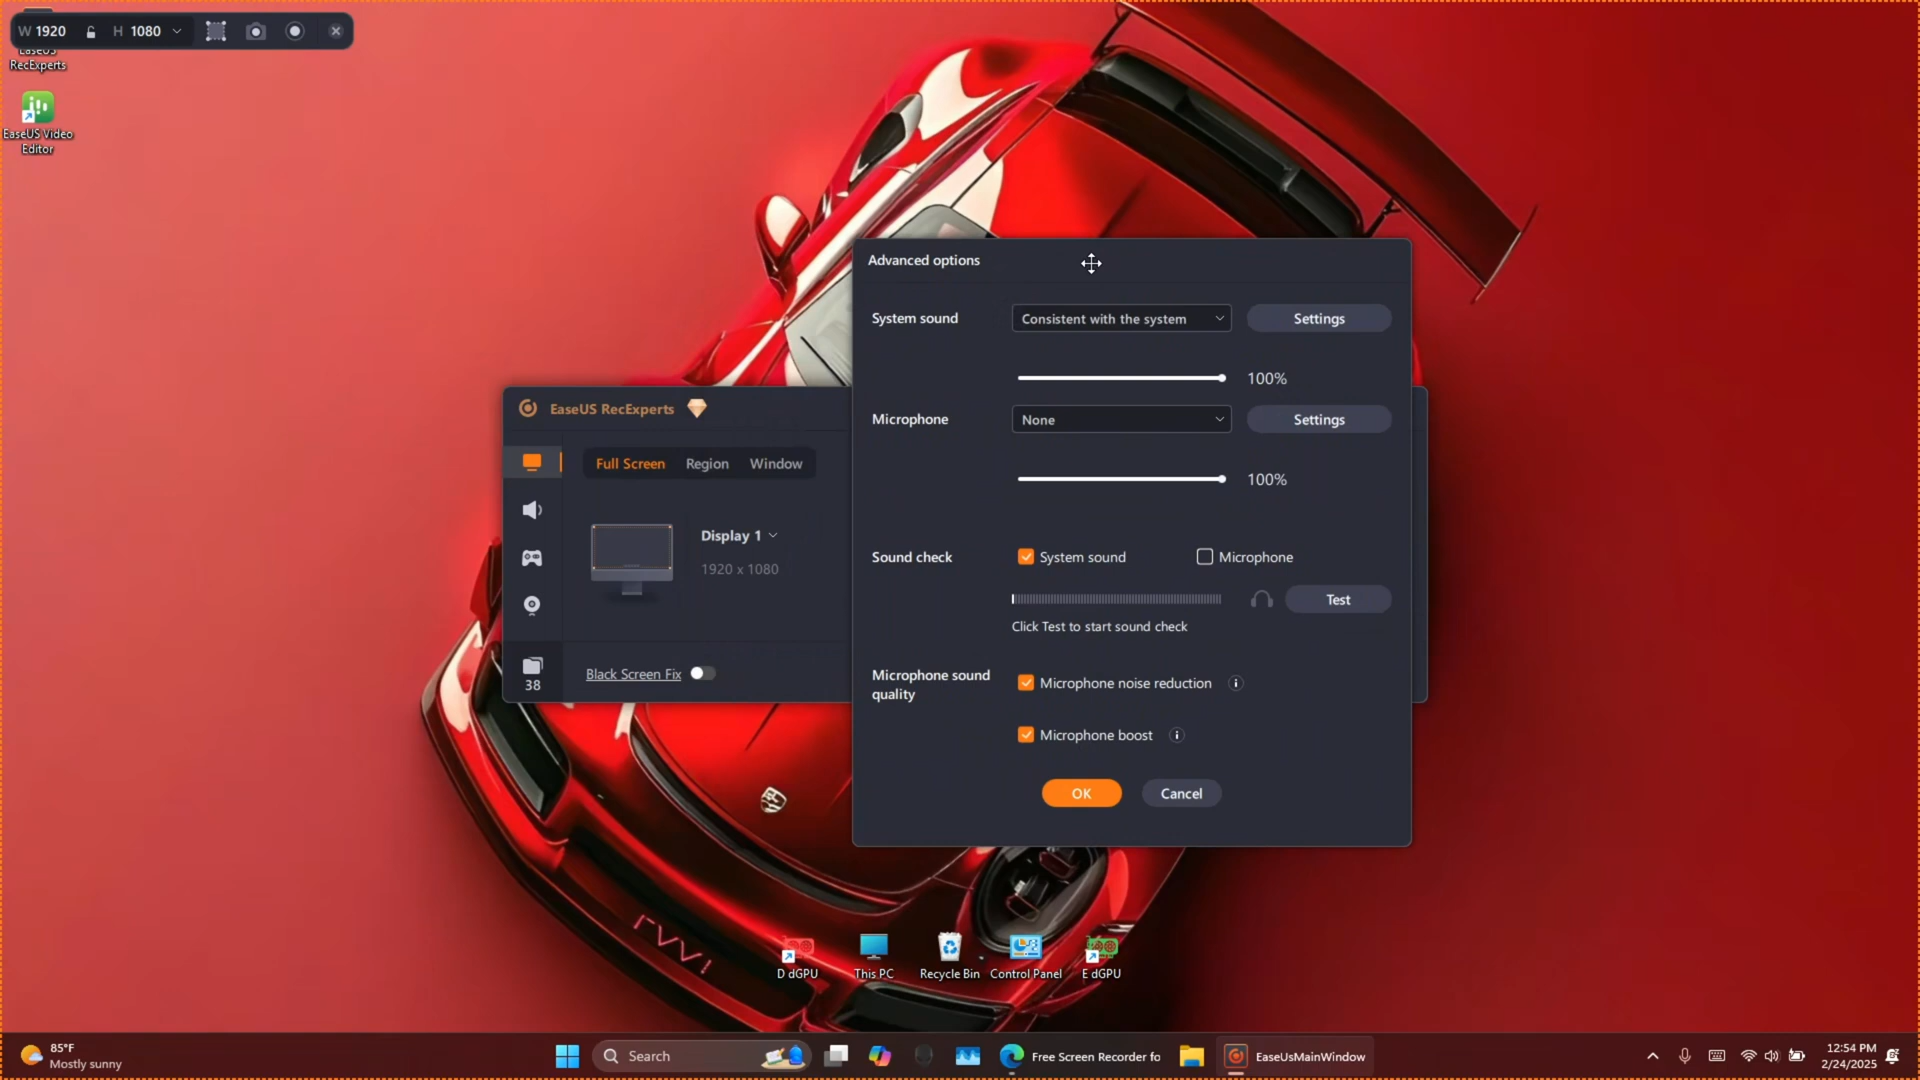 W 1920 H 1080
EaseUS
RecExperts
EaseUS Video
Editor
Advanced options
System sound
Consistent with the system
Settings
100%
Microphone
None
Settings
100%
Sound check
System sound
Microphone
Test
Click Test to start sound check
Microphone sound
quality
Microphone noise reduction
Microphone boost
OK
Cancel
EaseUS RecExperts
Full Screen
Region
Window
Display 1
1920 x 1080
38
Black Screen Fix
D dGPU
This PC
Recycle Bin
Control Panel
E dGPU
85°F
Mostly sunny
Search
Free Screen Recorder fo
EaseUsMainWindow
12:54 PM
2/24/2025